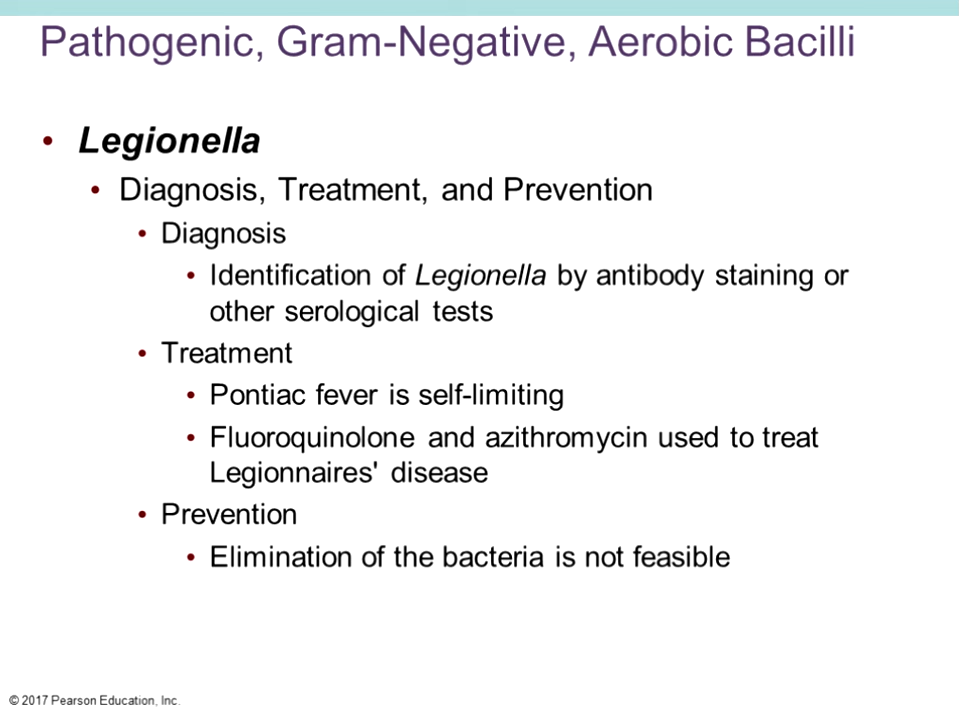 Pathogenic, Gram-Negative, Aerobic Bacilli
• Legionella
• Diagnosis, Treatment, and Prevention
• Diagnosis
• Identification of Legionella by antibody staining or
other serological tests
• Treatment
• Pontiac fever is self-limiting
• Fluoroquinolone and azithromycin used to treat
Legionnaires' disease
• Prevention
• Elimination of the bacteria is not feasible
© 2017 Pearson Education, Inc.